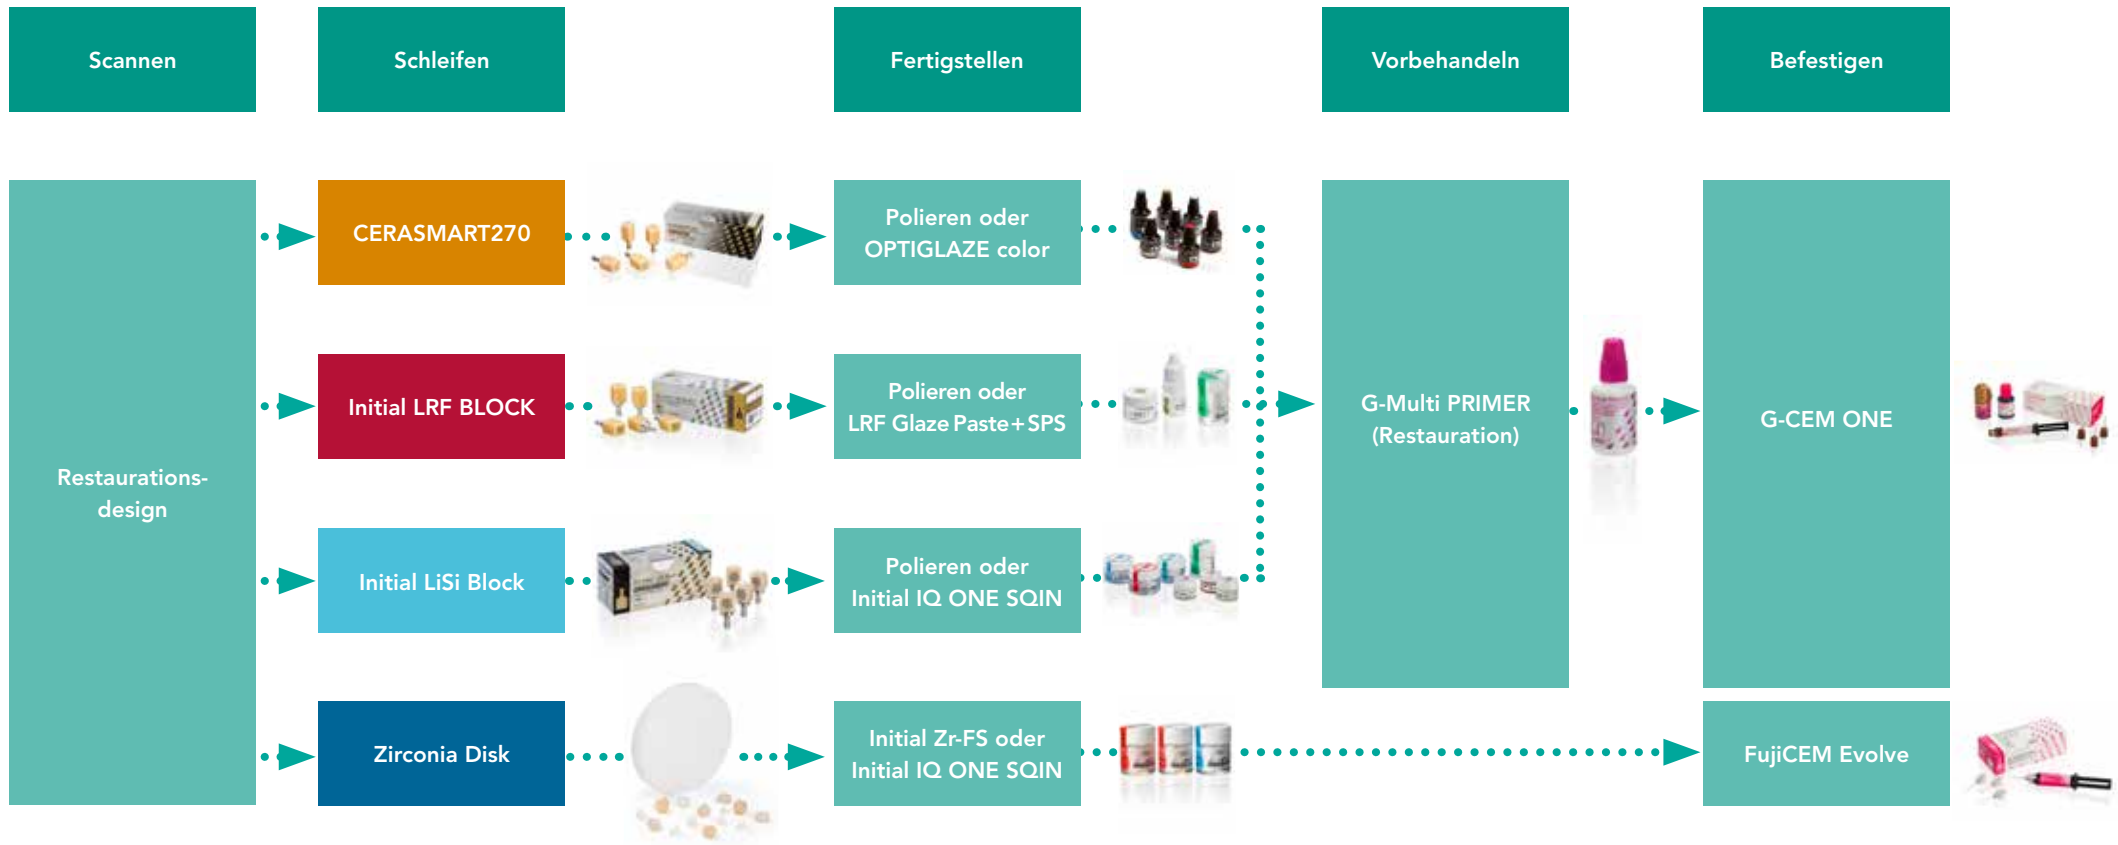 Scannen
Schleifen
Fertigstellen
Vorbehandeln
Befestigen
Restaurations-
design
CERASMART270
Polieren oder
OPTIGLAZE color
Initial LRF BLOCK
Polieren oder
LRF Glaze Paste+SPS
Initial LiSi Block
Polieren oder
Initial IQ ONE SQIN
Zirconia Disk
Initial Zr-FS oder
Initial IQ ONE SQIN
G-Multi PRIMER
(Restauration)
G-CEM ONE
FujiCEM Evolve